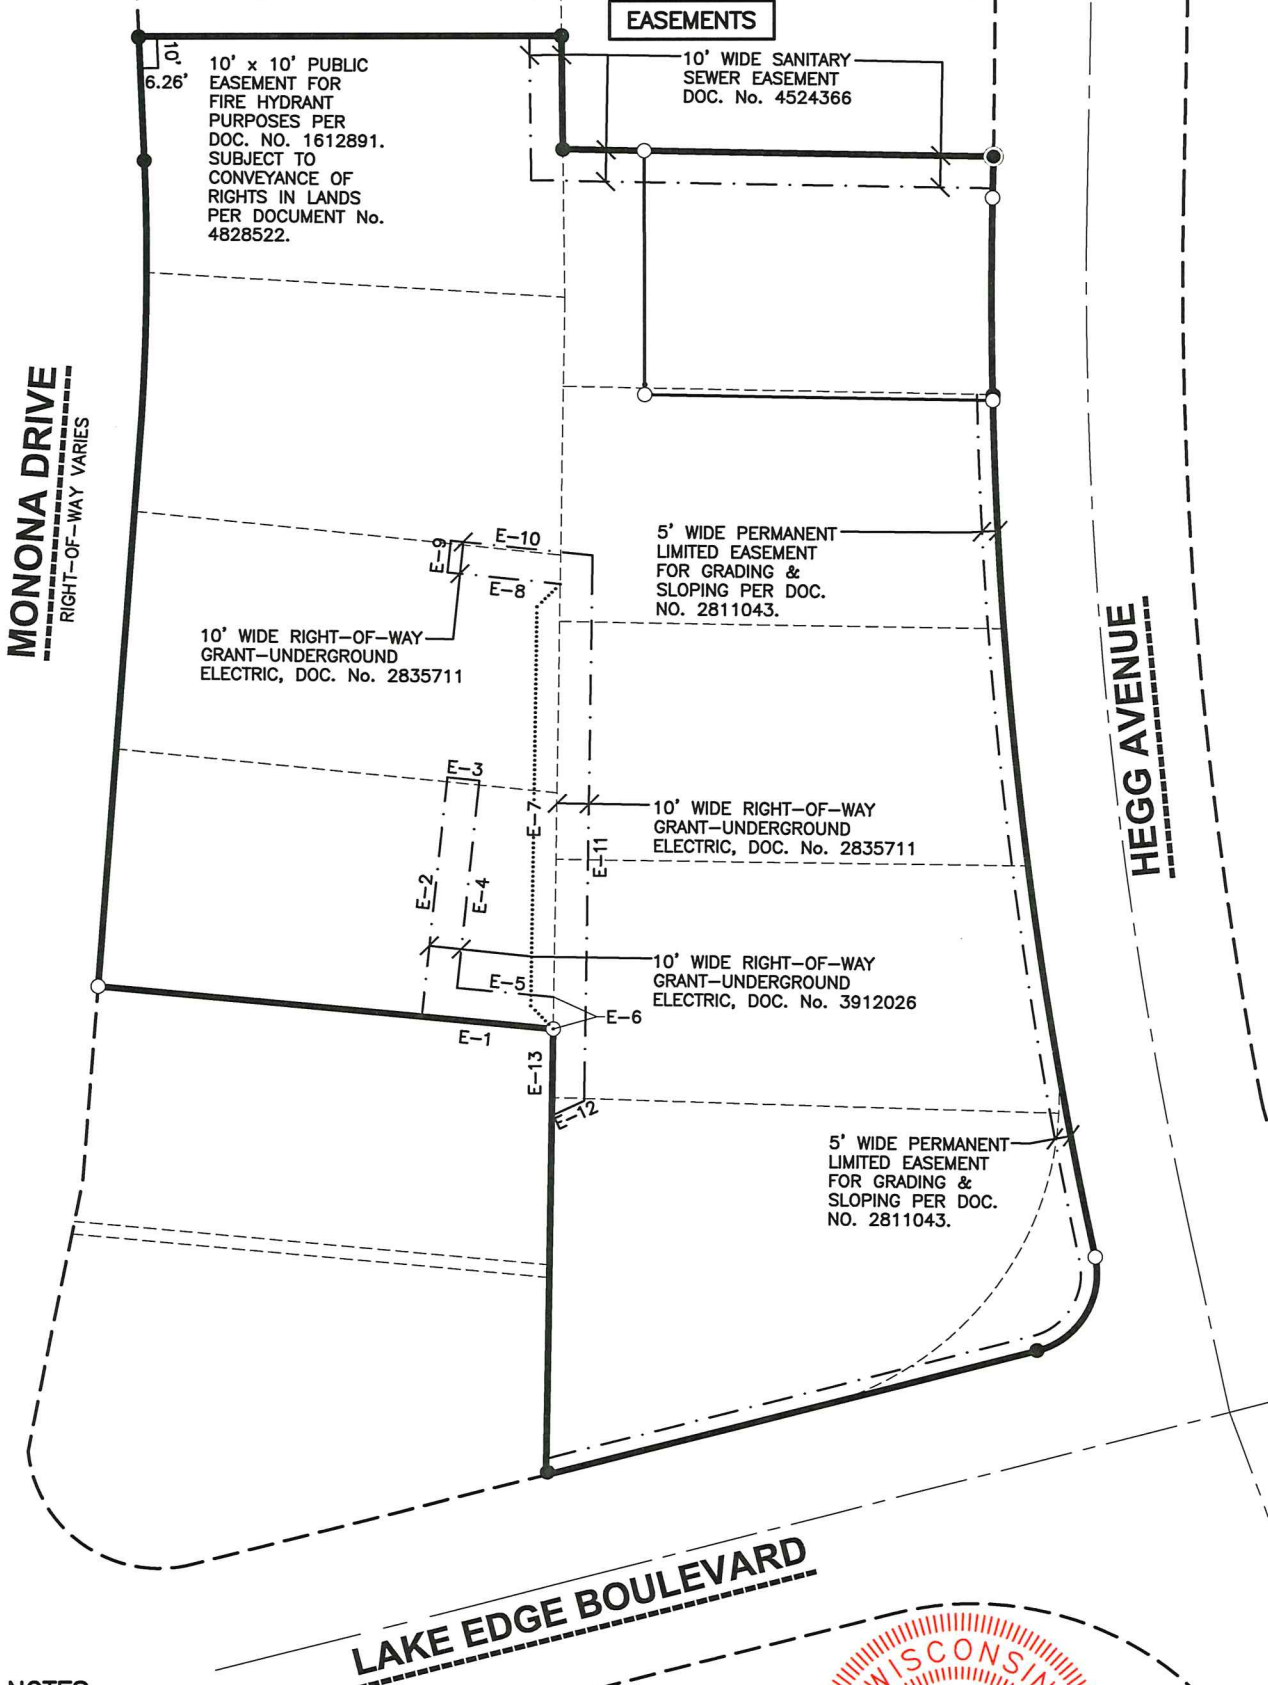 EASEMENTS
10'
6.26'
10' x 10' PUBLIC
EASEMENT FOR
FIRE HYDRANT
PURPOSES PER
DOC. NO. 1612891.
SUBJECT TO
CONVEYANCE OF
RIGHTS IN LANDS
PER DOCUMENT No.
4828522.
10' WIDE SANITARY
SEWER EASEMENT
DOC. No. 4524366
MONONA DRIVE
RIGHT-OF-WAY VARIES
E-9
E-10
E-8
5' WIDE PERMANENT
LIMITED EASEMENT
FOR GRADING &
SLOPING PER DOC.
NO. 2811043.
10' WIDE RIGHT-OF-WAY
GRANT-UNDERGROUND
ELECTRIC, DOC. No. 2835711
HEGG AVENUE
E-3
E-7
E-11
10' WIDE RIGHT-OF-WAY
GRANT-UNDERGROUND
ELECTRIC, DOC. No. 2835711
E-2
E-4
10' WIDE RIGHT-OF-WAY
GRANT-UNDERGROUND
ELECTRIC, DOC. No. 3912026
E-5
E-6
E-1
E-13
E-12
5' WIDE PERMANENT
LIMITED EASEMENT
FOR GRADING &
SLOPING PER DOC.
NO. 2811043.
LAKE EDGE BOULEVARD
WISCONSIN
NOTES